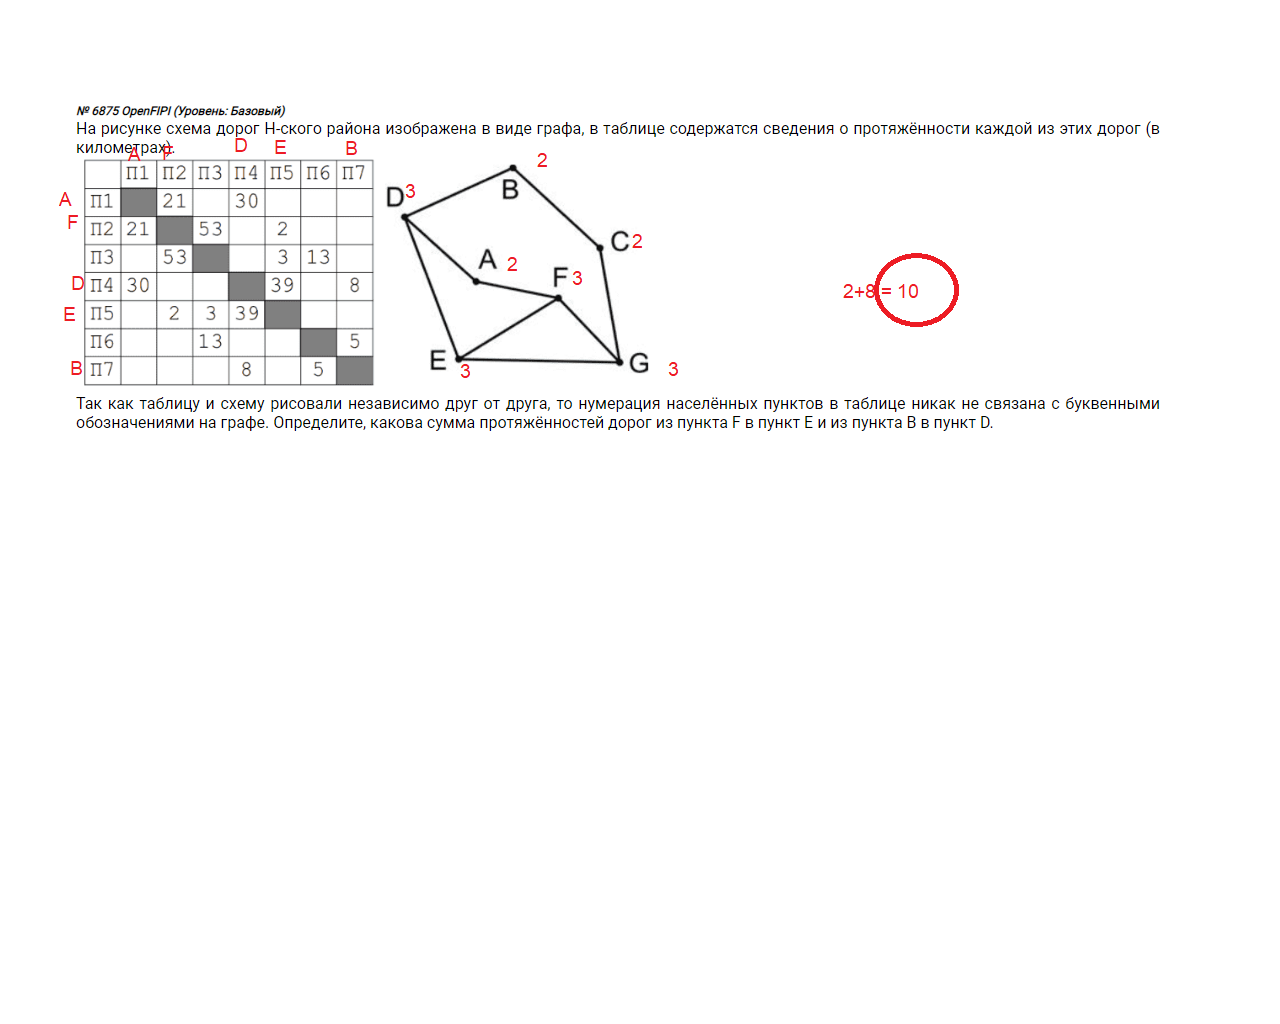 № 6875 OpenFIPI (Уровень: Базовый)
На рисунке схема дорог Н-ского района изображена в виде графа, в таблице содержатся сведения о протяжённости каждой из этих дорог (в
километрах).
A F D E B
П1 П2 П3 П4 П5 П6 П7
A П1 21 30
F П2 21 53 2
П3 53 3 13
D П4 30 39 8
E П5 2 3 39
П6 13 5
B П7 8 5
B 2
D 3
C 2
A 2
F 3
E 3
G 3
2+8 = 10
Так как таблицу и схему рисовали независимо друг от друга, то нумерация населённых пунктов в таблице никак не связана с буквенными
обозначениями на графе. Определите, какова сумма протяжённостей дорог из пункта F в пункт E и из пункта B в пункт D.